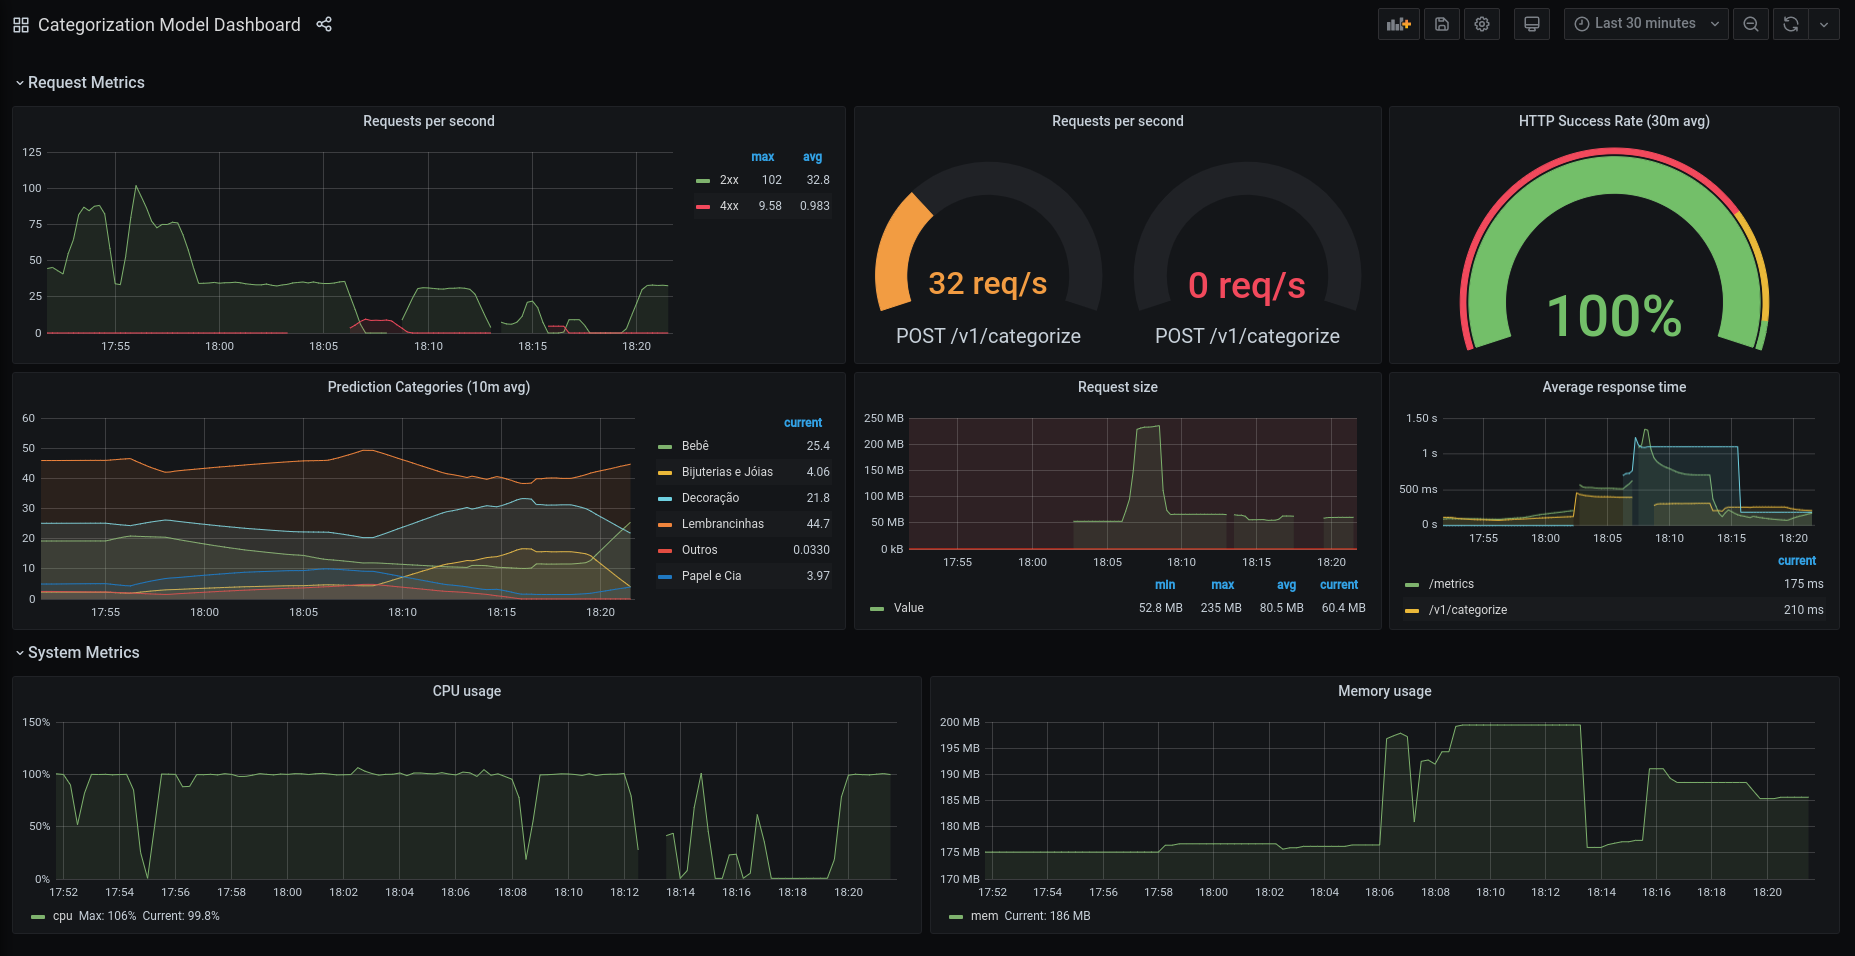 Categorization Model Dashboard
Last 30 minutes
Request Metrics
Requests per second
125
100
75
50
25
0
17:55 18:00 18:05 18:10 18:15 18:20
max avg
2xx 102 32.8
4xx 9.58 0.983
Requests per second
32 req/s
POST /v1/categorize
0 req/s
POST /v1/categorize
HTTP Success Rate (30m avg)
100%
Prediction Categories (10m avg)
60
50
40
30
20
10
0
17:55 18:00 18:05 18:10 18:15 18:20
current
Bebê 25.4
Bijuterias e Jóias 4.06
Decoração 21.8
Lembrancinhas 44.7
Outros 0.0330
Papel e Cia 3.97
Request size
250 MB
200 MB
150 MB
100 MB
50 MB
0 kB
17:55 18:00 18:05 18:10 18:15 18:20
min max avg current
Value 52.8 MB 235 MB 80.5 MB 60.4 MB
Average response time
1.50 s
1 s
500 ms
0 s
17:55 18:00 18:05 18:10 18:15 18:20
current
/metrics 175 ms
/v1/categorize 210 ms
System Metrics
CPU usage
150%
100%
50%
0%
17:52 17:54 17:56 17:58 18:00 18:02 18:04 18:06 18:08 18:10 18:12 18:14 18:16 18:18 18:20
cpu Max: 106% Current: 99.8%
Memory usage
200 MB
195 MB
190 MB
185 MB
180 MB
175 MB
170 MB
17:52 17:54 17:56 17:58 18:00 18:02 18:04 18:06 18:08 18:10 18:12 18:14 18:16 18:18 18:20
mem Current: 186 MB